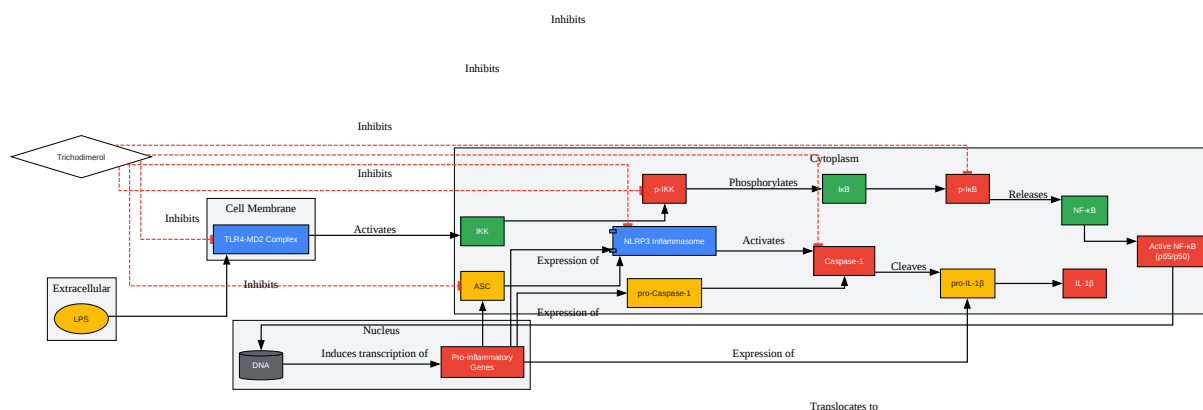 Inhibits
Inhibits
Inhibits
Trichodimerol
Cytoplasm
Inhibits
p-IKK
Phosphorylates
IκB
p-IκB
Releases
NF-κB
Cell Membrane
Inhibits
TLR4-MD2 Complex
Activates
IKK
NLRP3 Inflammasome
Activates
Active NF-κB
(p65/p50)
Expression of
Caspase-1
Cleaves
Extracellular
LPS
Inhibits
ASC
pro-Caspase-1
pro-IL-1β
IL-1β
Expression of
Nucleus
DNA
Induces transcription of
Pro-inflammatory
Genes
Expression of
Translocates to